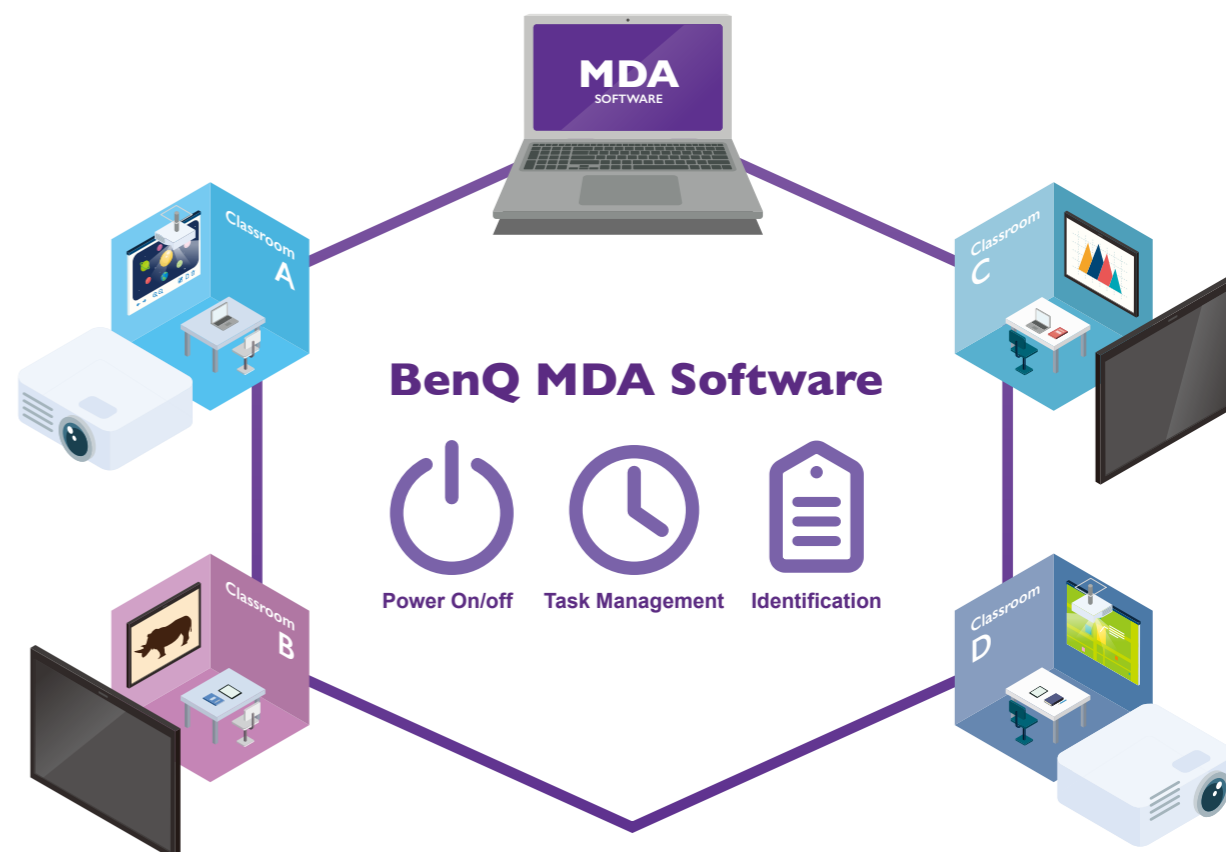 MDA
SOFTWARE
Classroom
A
Classroom
C
BenQ MDA Software
Power On/off
Task Management
Identification
Classroom
B
Classroom
D